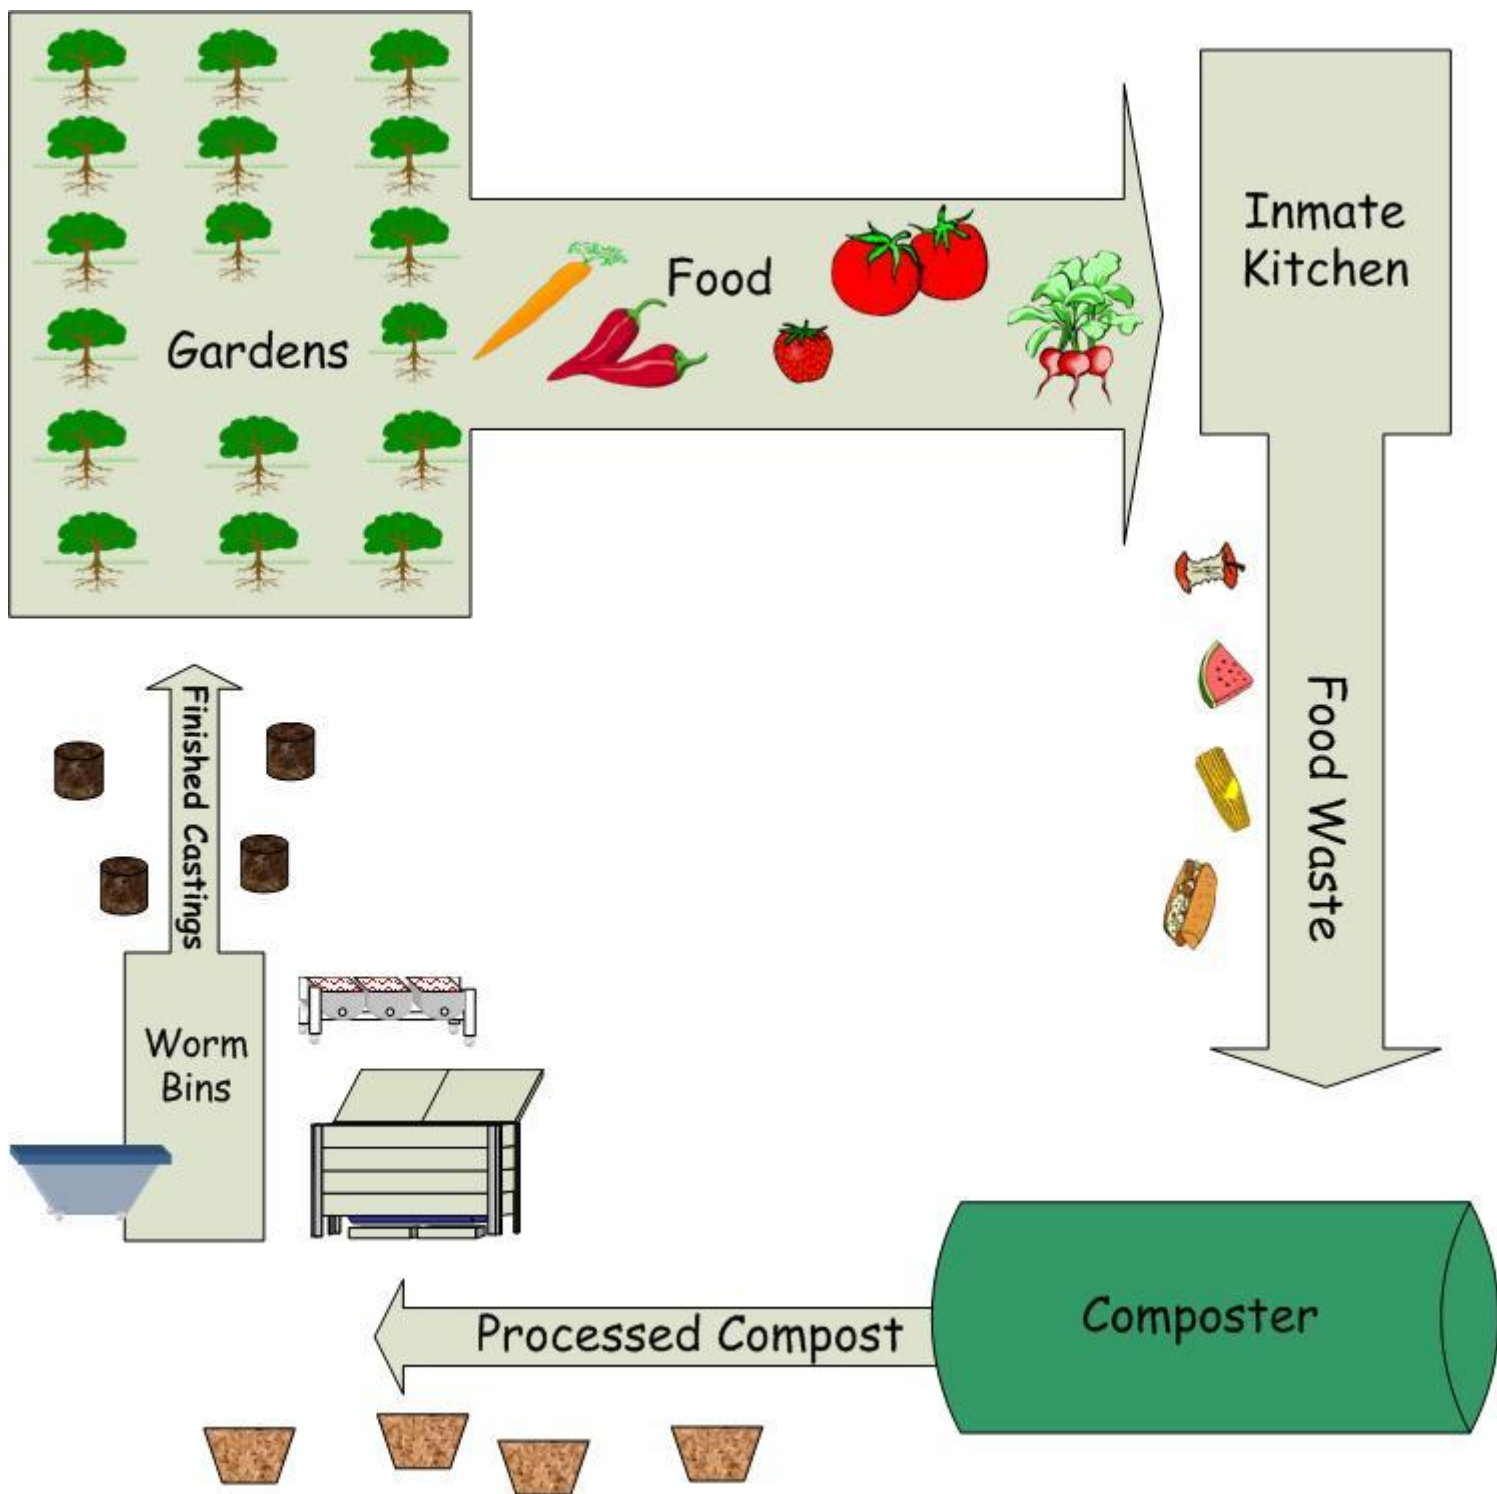 Gardens
Food
Inmate
Kitchen
Food Waste
Composter
Processed Compost
Worm
Bins
Finished Castings